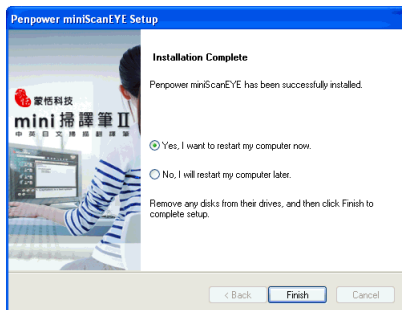 Penpower miniScanEYE Setup
Installation Complete
Penpower miniScanEYE has been successfully installed.
蒙恬科技
mini 掃譯筆II
中英日文掃描翻譯筆
Yes, I want to restart my computer now.
No, I will restart my computer later.
Remove any disks from their drives, and then click Finish to
complete setup.
< Back
Finish
Cancel